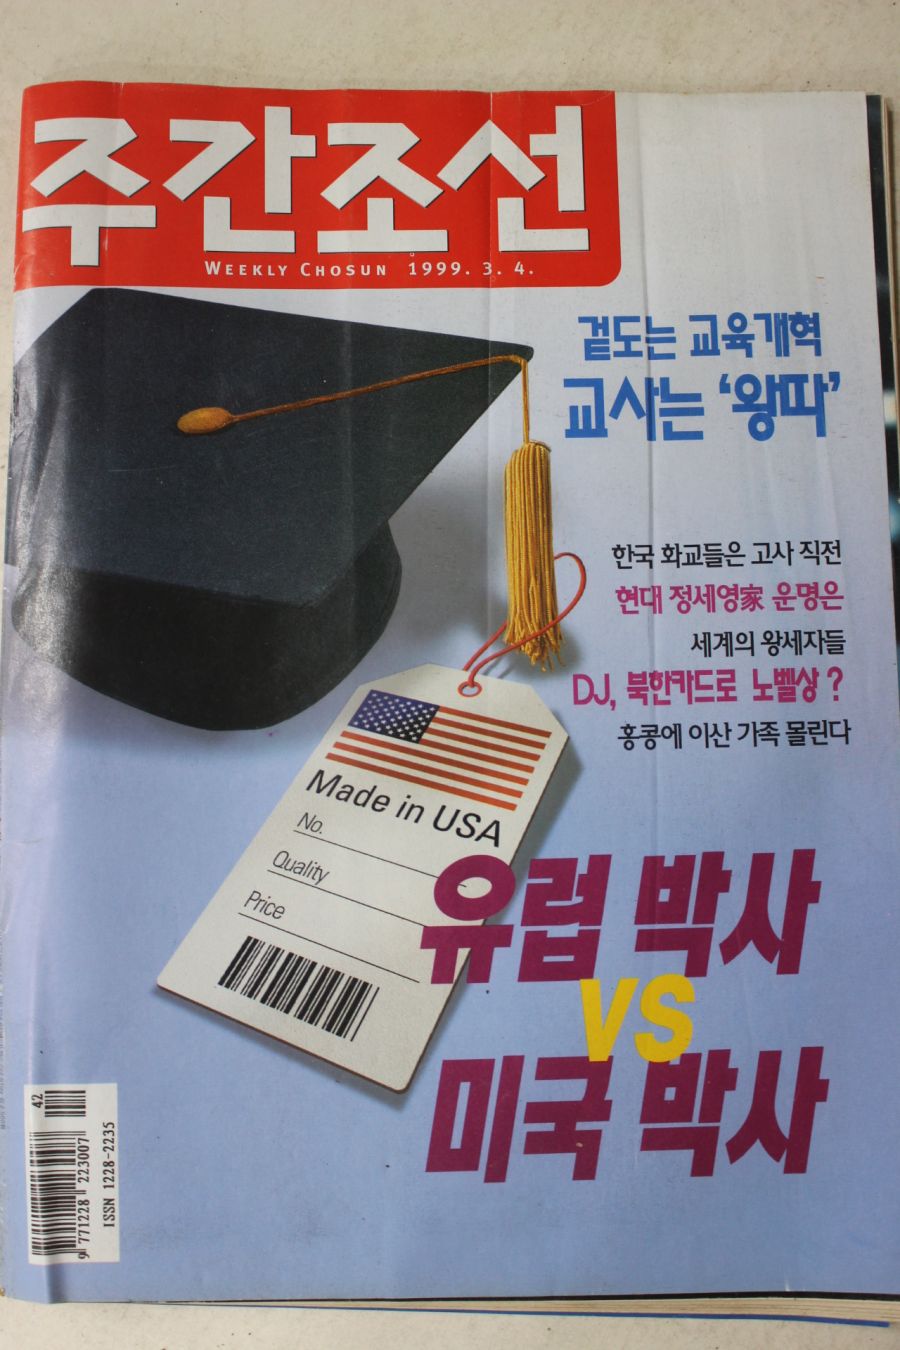 주간조선
WEEKLY CHOSUN 1999. 3. 4.
겉도는 교육개혁
교사는 ‘왕따’
한국 화교들은 고사 직전
현대 정세영家 운명은
세계의 왕세자들
DJ, 북한카드로 노벨상?
홍콩에 이산 가족 몰린다
Made in USA
No.
Quality
Price
유럽 박사
VS
미국 박사
42
9 771228 223007
ISSN 1228-2235